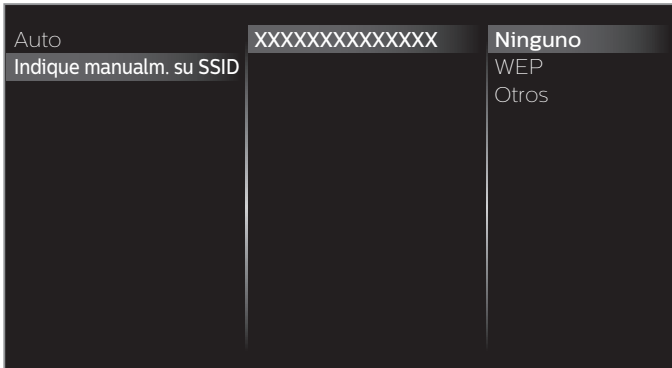 Auto
Indique manualm. su SSID
XXXXXXXXXXXXXX
Ninguno
WEP
Otros